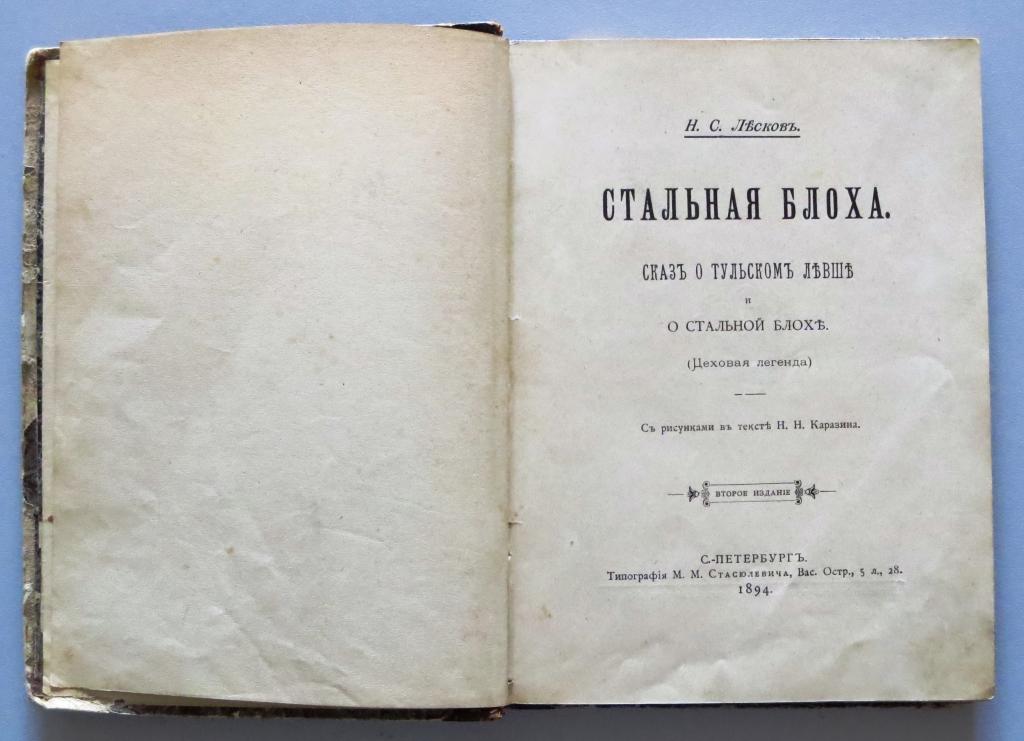 Н. С. Лѣсковъ.
СТАЛЬНАЯ БЛОХА.
СКАЗЪ О ТУЛЬСКОМЪ ЛѢВШѢ
и
О СТАЛЬНОЙ БЛОХѢ.
(Цеховая легенда)
Съ рисунками въ текстѣ Н. Н. Каразина.
ВТОРОЕ ИЗДАНІЕ
С.-ПЕТЕРБУРГЪ.
Типографія М. М. Стасюлевича, Вас. Остр., 5 л., 28.
1894.